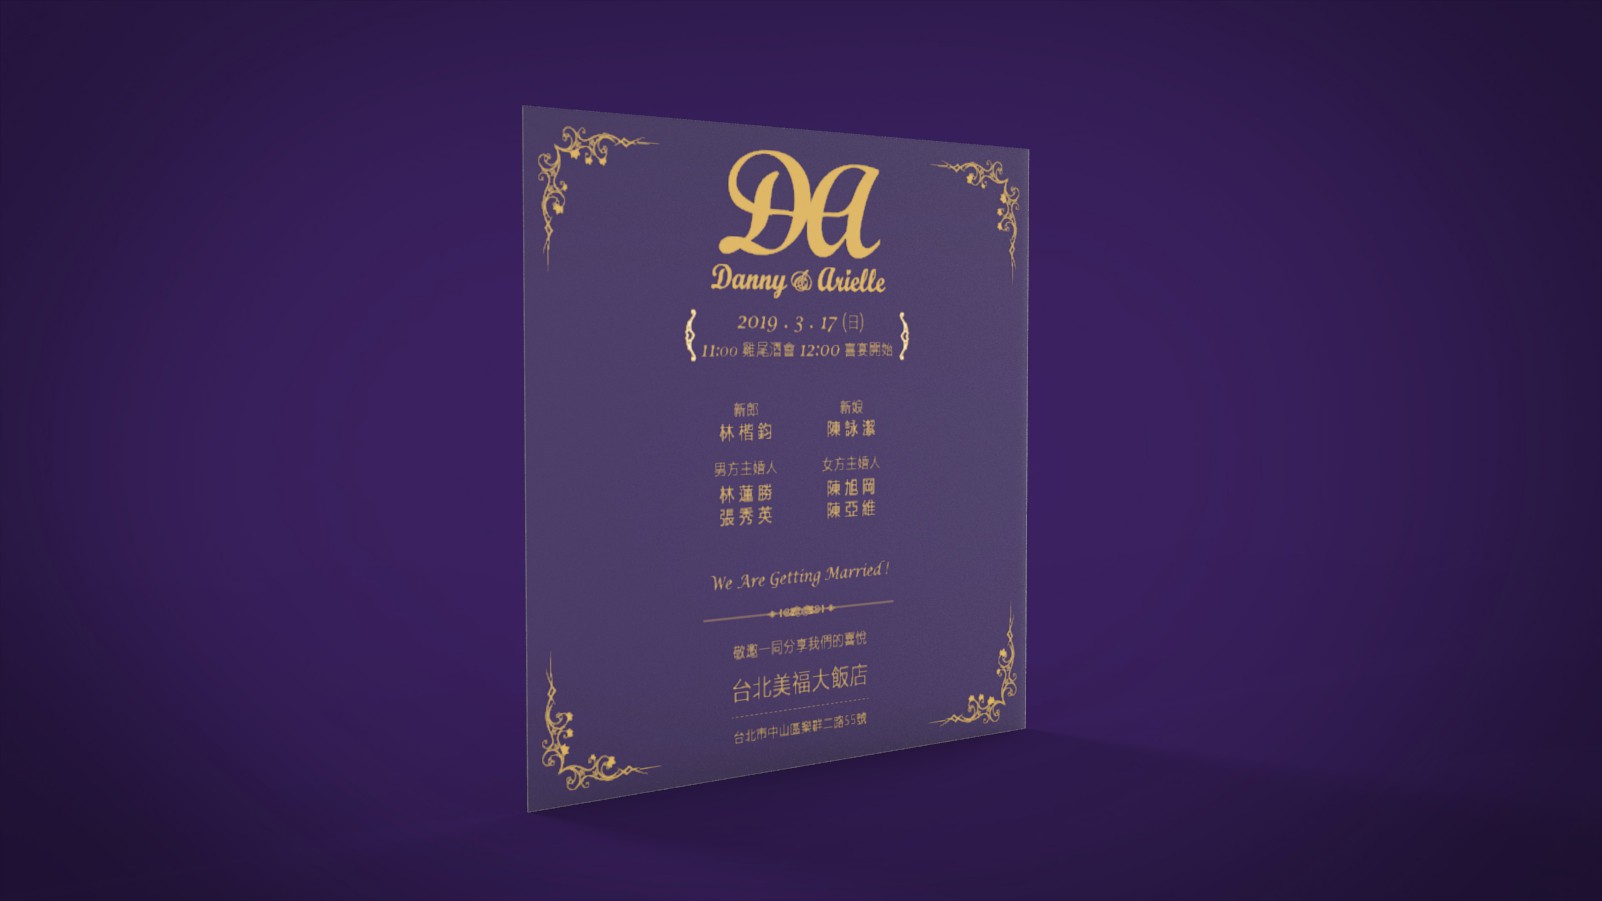 DA
Danny & Arielle
2019 . 3 . 17 (日)
11:00 雞尾酒會 12:00 喜宴開始
新郎 新娘
林楷鈞 陳詠潔
男方主婚人 女方主婚人
林蓮勝 陳旭岡
張秀英 陳亞維
We Are Getting Married!
敬邀一同分享我們的喜悅
台北美福大飯店
台北市中山區樂群二路55號